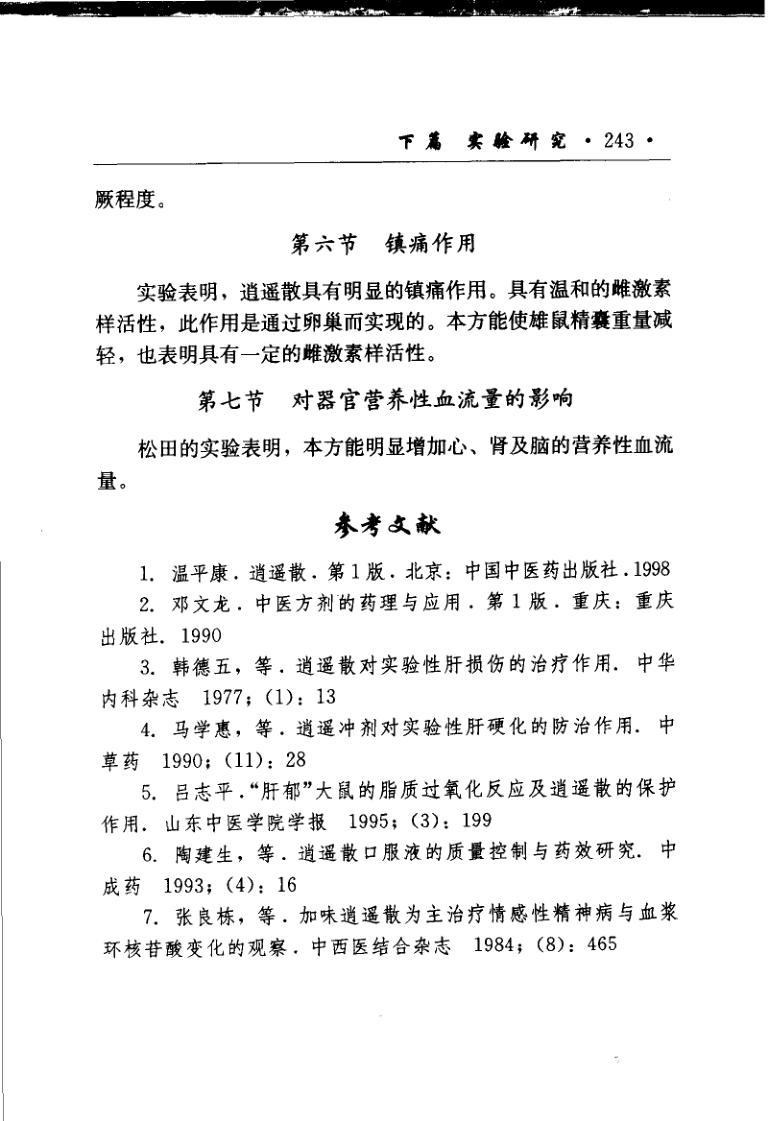 下篇 实验研究 · 243 ·
厥程度。
第六节 镇痛作用
实验表明，逍遥散具有明显的镇痛作用。具有温和的雌激素
样活性，此作用是通过卵巢而实现的。本方能使雄鼠精囊重量减
轻，也表明具有一定的雌激素样活性。
第七节 对器官营养性血流量的影响
松田的实验表明，本方能明显增加心、肾及脑的营养性血流
量。
参考文献
1. 温平康．逍遥散．第1版．北京：中国中医药出版社．1998
2. 邓文龙．中医方剂的药理与应用．第1版．重庆：重庆
出版社．1990
3. 韩德五，等．逍遥散对实验性肝损伤的治疗作用．中华
内科杂志 1977；(1)：13
4. 马学惠，等．逍遥冲剂对实验性肝硬化的防治作用．中
草药 1990；(11)：28
5. 吕志平．“肝郁”大鼠的脂质过氧化反应及逍遥散的保护
作用．山东中医学院学报 1995；(3)：199
6. 陶建生，等．逍遥散口服液的质量控制与药效研究．中
成药 1993；(4)：16
7. 张良栋，等．加味逍遥散为主治疗情感性精神病与血浆
环核苷酸变化的观察．中西医结合杂志 1984；(8)：465